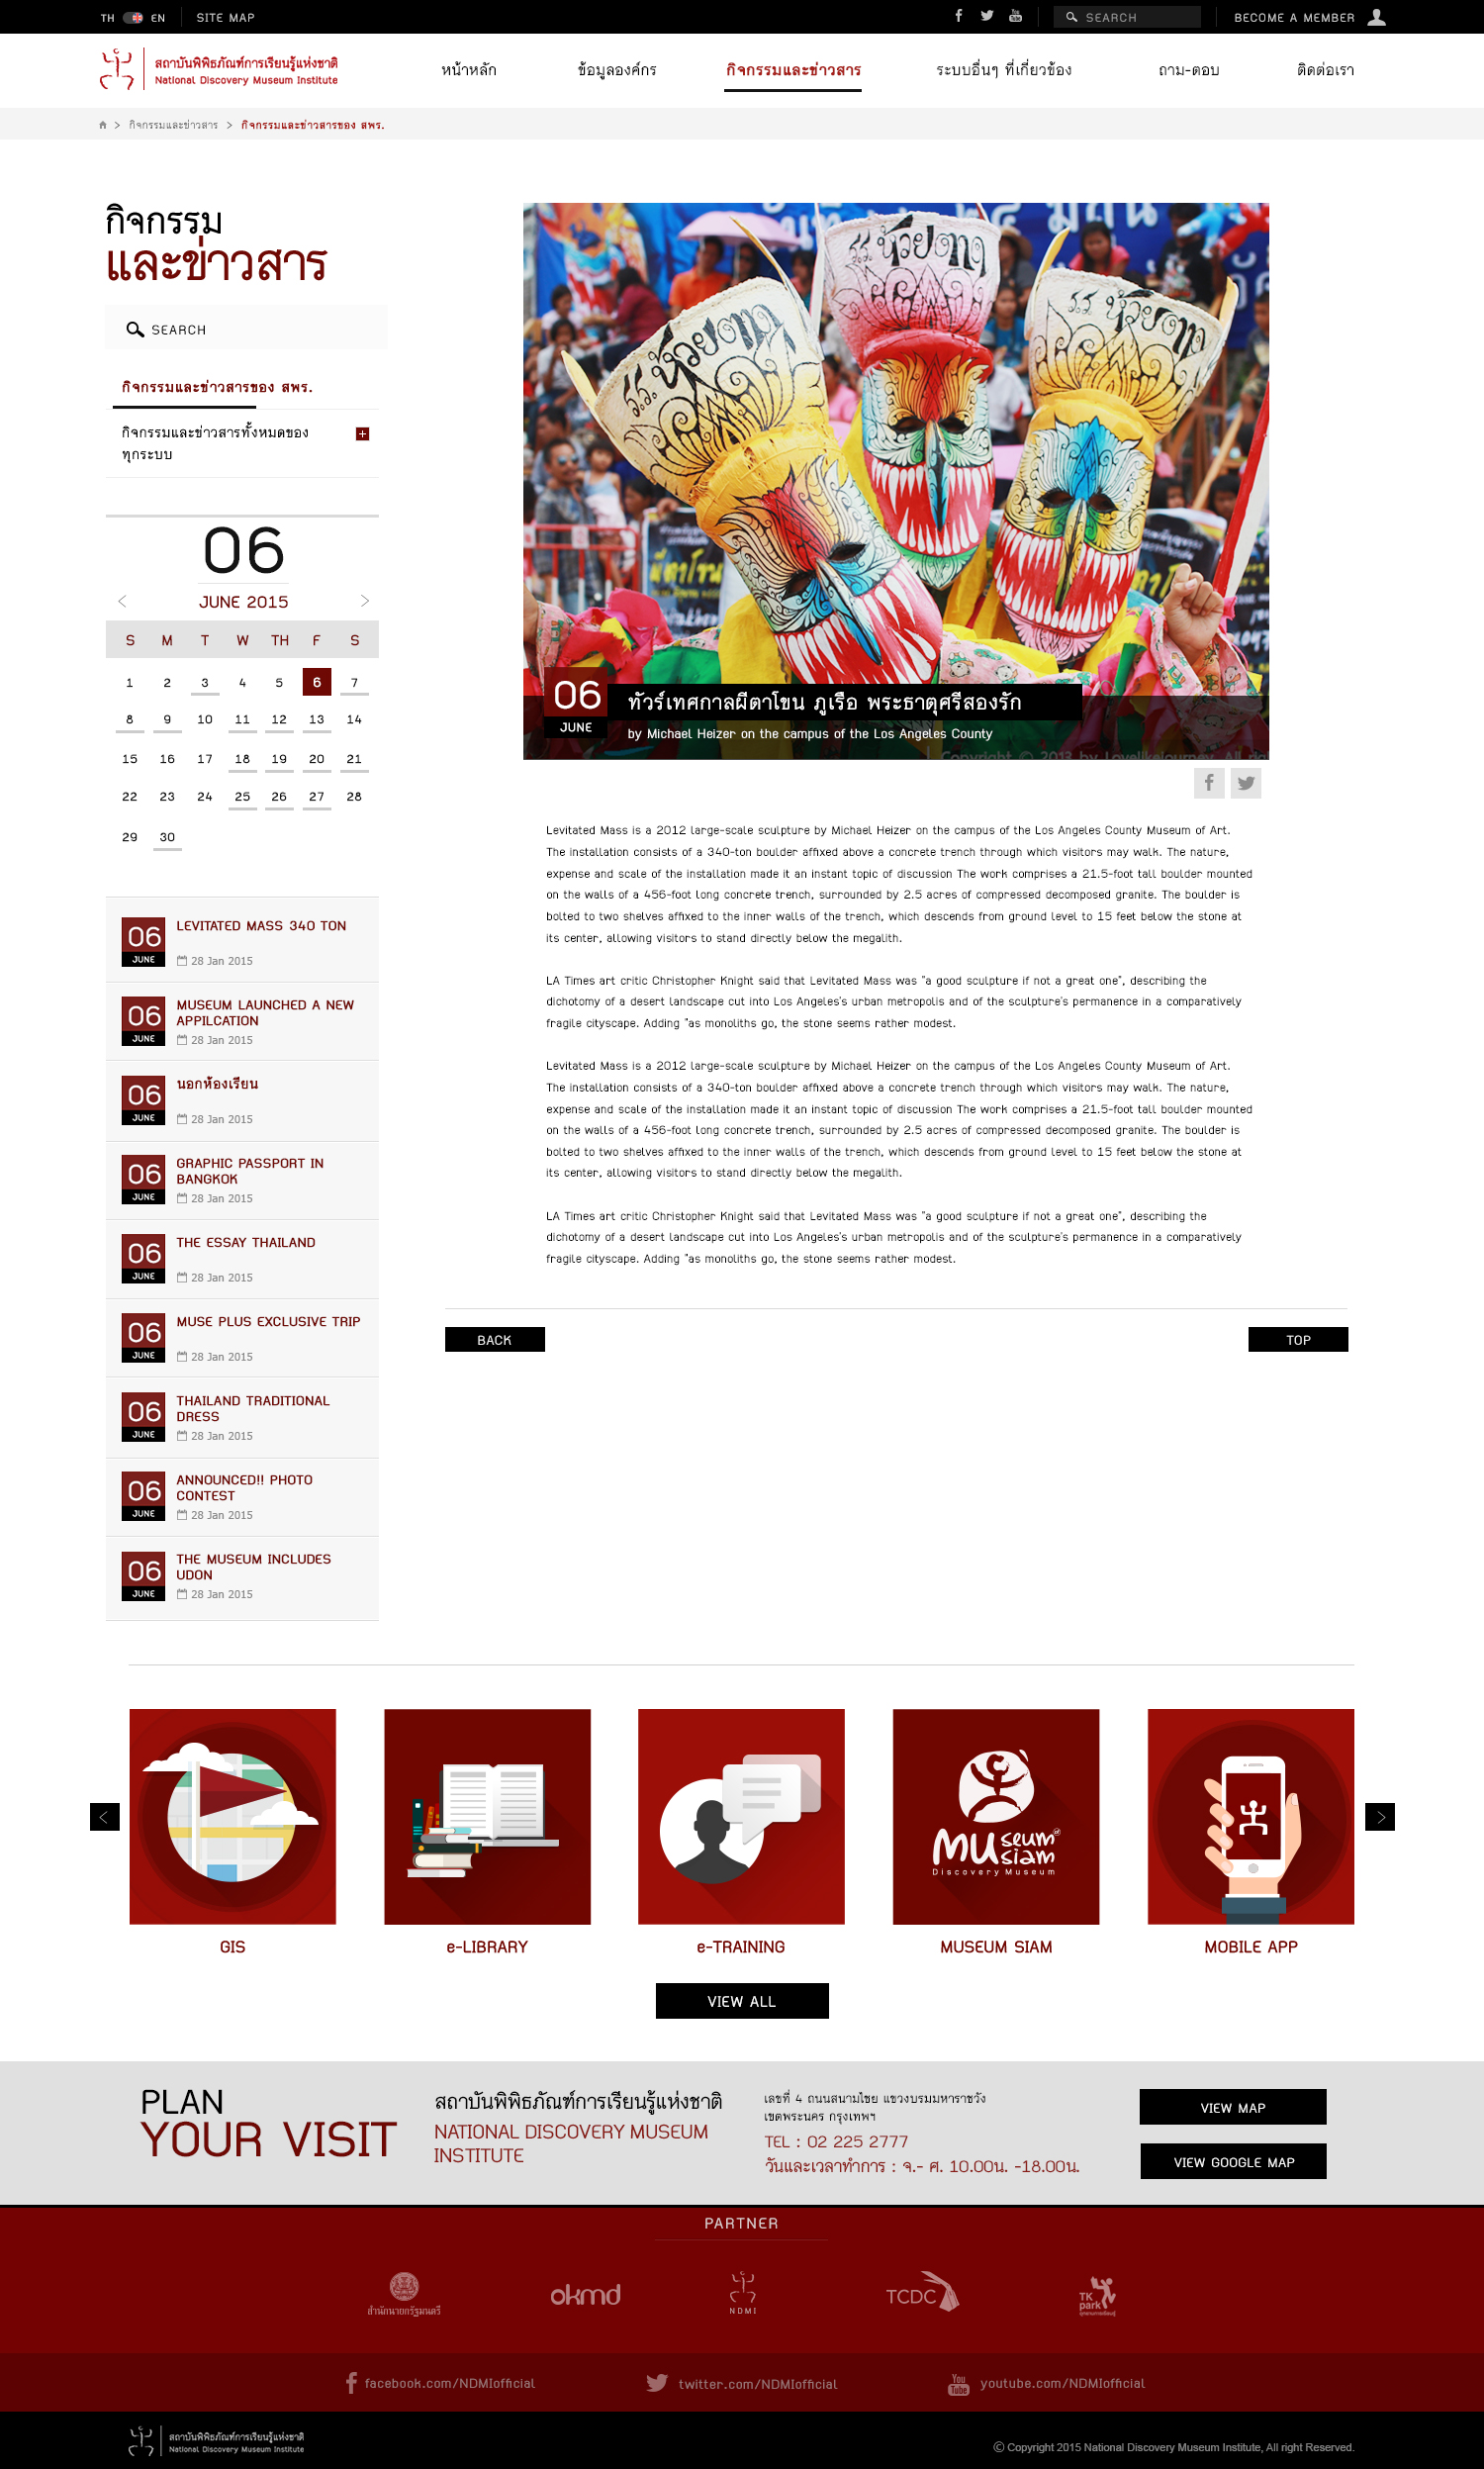 TH EN SITE MAP SEARCH BECOME A MEMBER
สถาบันพิพิธภัณฑ์การเรียนรู้แห่งชาติ
National Discovery Museum Institute
หน้าหลัก ข้อมูลองค์กร กิจกรรมและข่าวสาร ระบบอื่นๆ ที่เกี่ยวข้อง ถาม-ตอบ ติดต่อเรา
> กิจกรรมและข่าวสาร > กิจกรรมและข่าวสารของ สพร.
กิจกรรม
และข่าวสาร
SEARCH
กิจกรรมและข่าวสารของ สพร.
กิจกรรมและข่าวสารทั้งหมดของ
ทุกระบบ
06
JUNE 2015
S M T W TH F S
1 2 3 4 5 6 7
8 9 10 11 12 13 14
15 16 17 18 19 20 21
22 23 24 25 26 27 28
29 30
06
JUNE
LEVITATED MASS 340 TON
28 Jan 2015
06
JUNE
MUSEUM LAUNCHED A NEW
APPILCATION
28 Jan 2015
06
JUNE
นอกห้องเรียน
28 Jan 2015
06
JUNE
GRAPHIC PASSPORT IN
BANGKOK
28 Jan 2015
06
JUNE
THE ESSAY THAILAND
28 Jan 2015
06
JUNE
MUSE PLUS EXCLUSIVE TRIP
28 Jan 2015
06
JUNE
THAILAND TRADITIONAL
DRESS
28 Jan 2015
06
JUNE
ANNOUNCED!! PHOTO
CONTEST
28 Jan 2015
06
JUNE
THE MUSEUM INCLUDES
UDON
28 Jan 2015
06
JUNE
ทัวร์เทศกาลผีตาโขน ภูเรือ พระธาตุศรีสองรัก
by Michael Heizer on the campus of the Los Angeles County
Copyright © 2013 by Lovelikejourney, All
Levitated Mass is a 2012 large-scale sculpture by Michael Heizer on the campus of the Los Angeles County Museum of Art.
The installation consists of a 340-ton boulder affixed above a concrete trench through which visitors may walk. The nature,
expense and scale of the installation made it an instant topic of discussion The work comprises a 21.5-foot tall boulder mounted
on the walls of a 456-foot long concrete trench, surrounded by 2.5 acres of compressed decomposed granite. The boulder is
bolted to two shelves affixed to the inner walls of the trench, which descends from ground level to 15 feet below the stone at
its center, allowing visitors to stand directly below the megalith.
LA Times art critic Christopher Knight said that Levitated Mass was "a good sculpture if not a great one", describing the
dichotomy of a desert landscape cut into Los Angeles's urban metropolis and of the sculpture's permanence in a comparatively
fragile cityscape. Adding "as monoliths go, the stone seems rather modest.
Levitated Mass is a 2012 large-scale sculpture by Michael Heizer on the campus of the Los Angeles County Museum of Art.
The installation consists of a 340-ton boulder affixed above a concrete trench through which visitors may walk. The nature,
expense and scale of the installation made it an instant topic of discussion The work comprises a 21.5-foot tall boulder mounted
on the walls of a 456-foot long concrete trench, surrounded by 2.5 acres of compressed decomposed granite. The boulder is
bolted to two shelves affixed to the inner walls of the trench, which descends from ground level to 15 feet below the stone at
its center, allowing visitors to stand directly below the megalith.
LA Times art critic Christopher Knight said that Levitated Mass was "a good sculpture if not a great one", describing the
dichotomy of a desert landscape cut into Los Angeles's urban metropolis and of the sculpture's permanence in a comparatively
fragile cityscape. Adding "as monoliths go, the stone seems rather modest.
BACK TOP
Museum
Siam
Discovery Museum
GIS e-LIBRARY e-TRAINING MUSEUM SIAM MOBILE APP
VIEW ALL
PLAN
YOUR VISIT
สถาบันพิพิธภัณฑ์การเรียนรู้แห่งชาติ
NATIONAL DISCOVERY MUSEUM
INSTITUTE
เลขที่ 4 ถนนสนามไชย แขวงบรมมหาราชวัง
เขตพระนคร กรุงเทพฯ
TEL : 02 225 2777
วันและเวลาทำการ : จ.- ศ. 10.00น. -18.00น.
VIEW MAP
VIEW GOOGLE MAP
PARTNER
สำนักนายกรัฐมนตรี
okmd
NDMI
TCDC
TK
park
facebook.com/NDMIofficial twitter.com/NDMIofficial You Tube youtube.com/NDMIofficial
สถาบันพิพิธภัณฑ์การเรียนรู้แห่งชาติ
National Discovery Museum Institute
© Copyright 2015 National Discovery Museum Institute, All right Reserved.